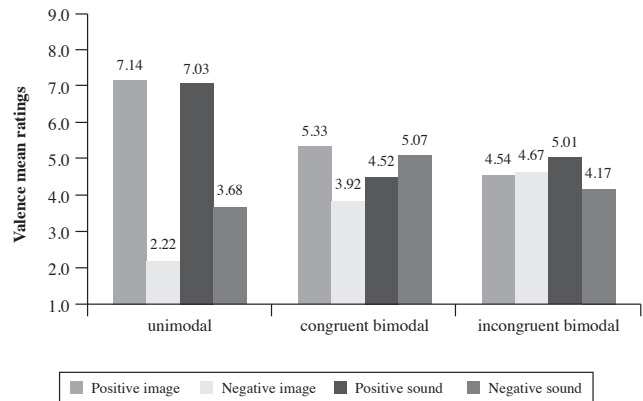 9.0
8.0
7.0
6.0
5.0
4.0
3.0
2.0
1.0
Valence mean ratings
7.14
2.22
7.03
3.68
5.33
3.92
4.52
5.07
4.54
4.67
5.01
4.17
unimodal
congruent bimodal
incongruent bimodal
Positive image
Negative image
Positive sound
Negative sound